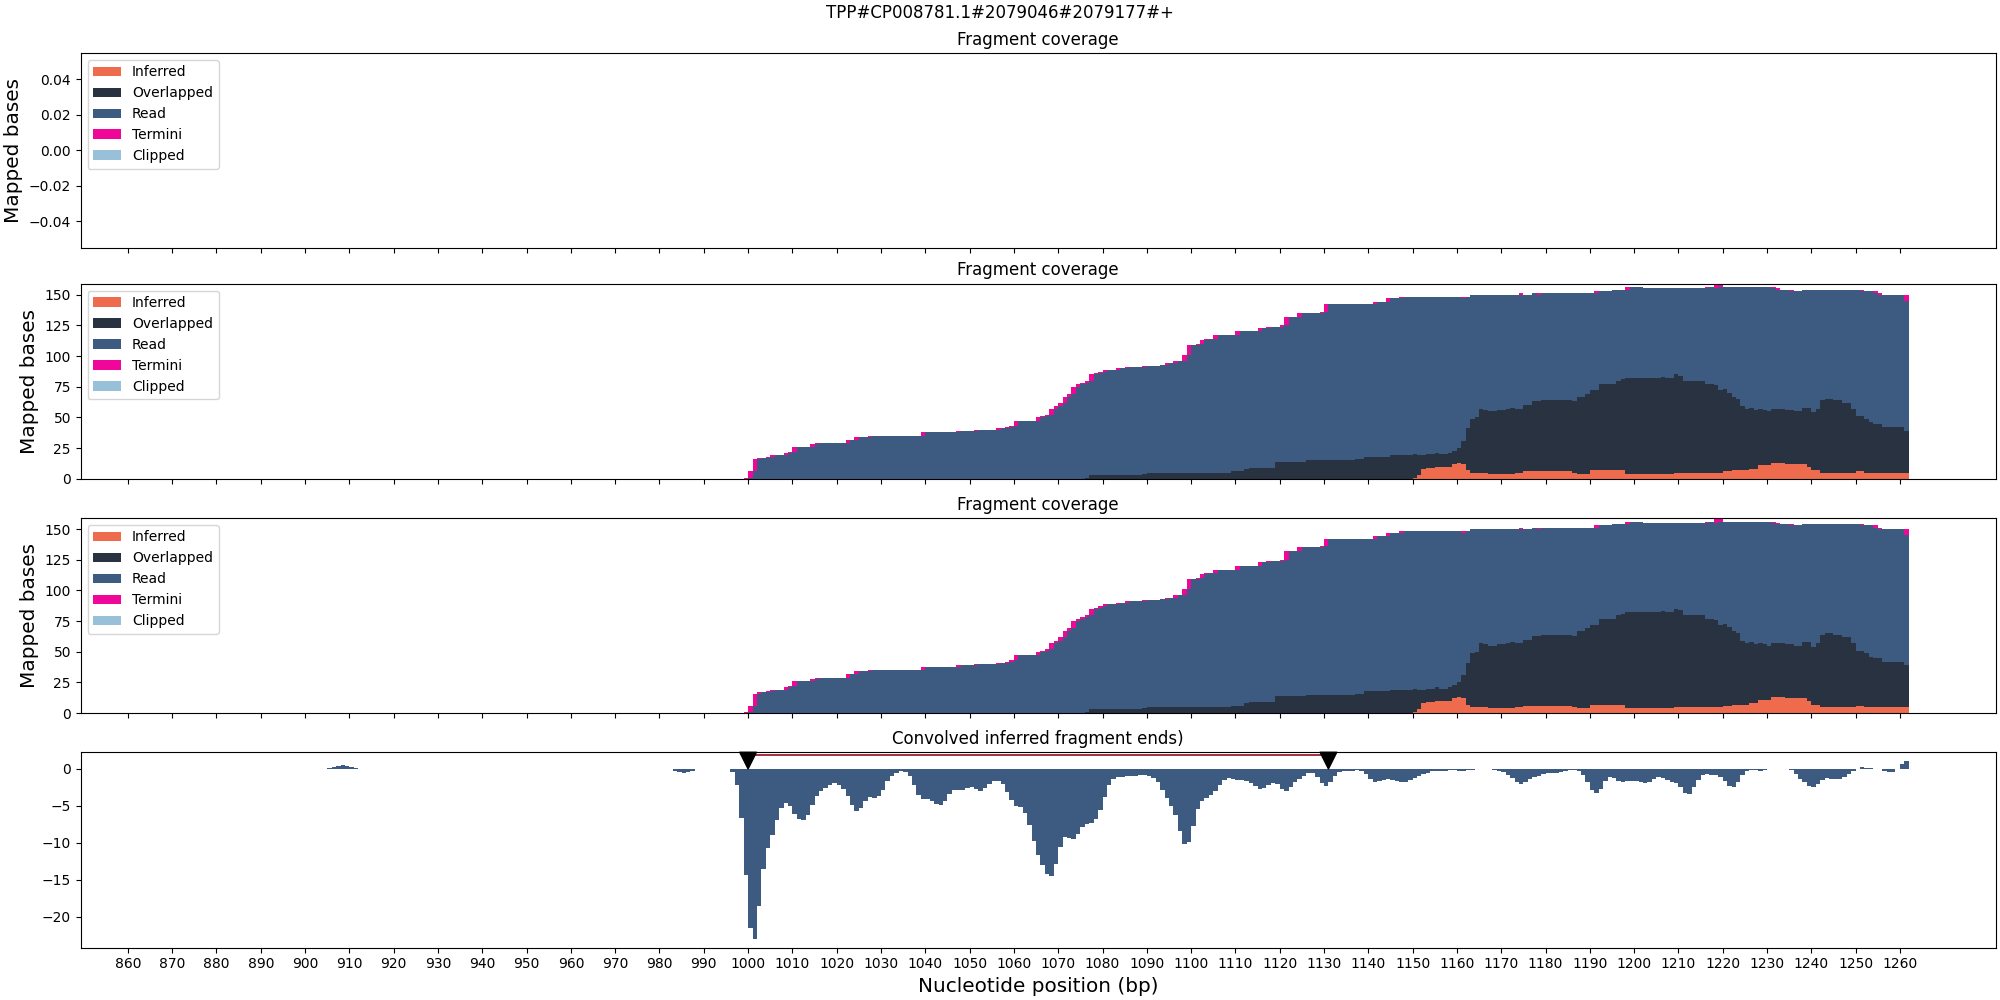 TPP#CP008781.1#2079046#2079177#+
Fragment coverage
Mapped bases
0.04
0.02
0.00
−0.02
−0.04
Inferred
Overlapped
Read
Termini
Clipped
Fragment coverage
Mapped bases
150
125
100
75
50
25
0
Inferred
Overlapped
Read
Termini
Clipped
Fragment coverage
Mapped bases
150
125
100
75
50
25
0
Inferred
Overlapped
Read
Termini
Clipped
Convolved inferred fragment ends)
0
−5
−10
−15
−20
860 870 880 890 900 910 920 930 940 950 960 970 980 990 1000 1010 1020 1030 1040 1050 1060 1070 1080 1090 1100 1110 1120 1130 1140 1150 1160 1170 1180 1190 1200 1210 1220 1230 1240 1250 1260
Nucleotide position (bp)